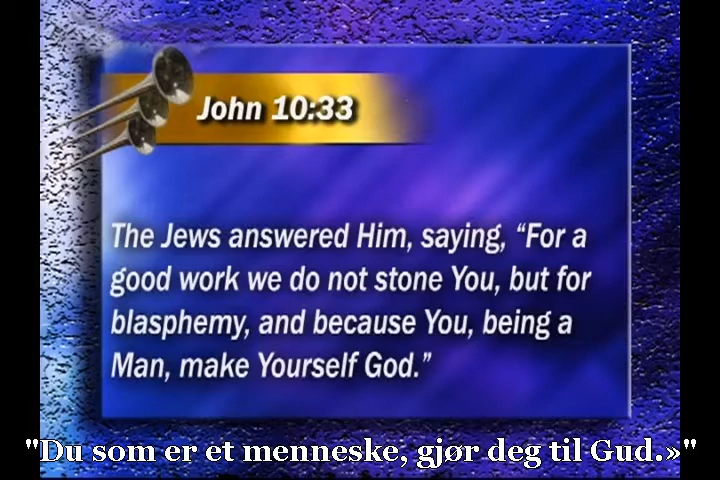 John 10:33
The Jews answered Him, saying, “For a
good work we do not stone You, but for
blasphemy, and because You, being a
Man, make Yourself God.”
"Du som er et menneske, gjør deg til Gud.»"